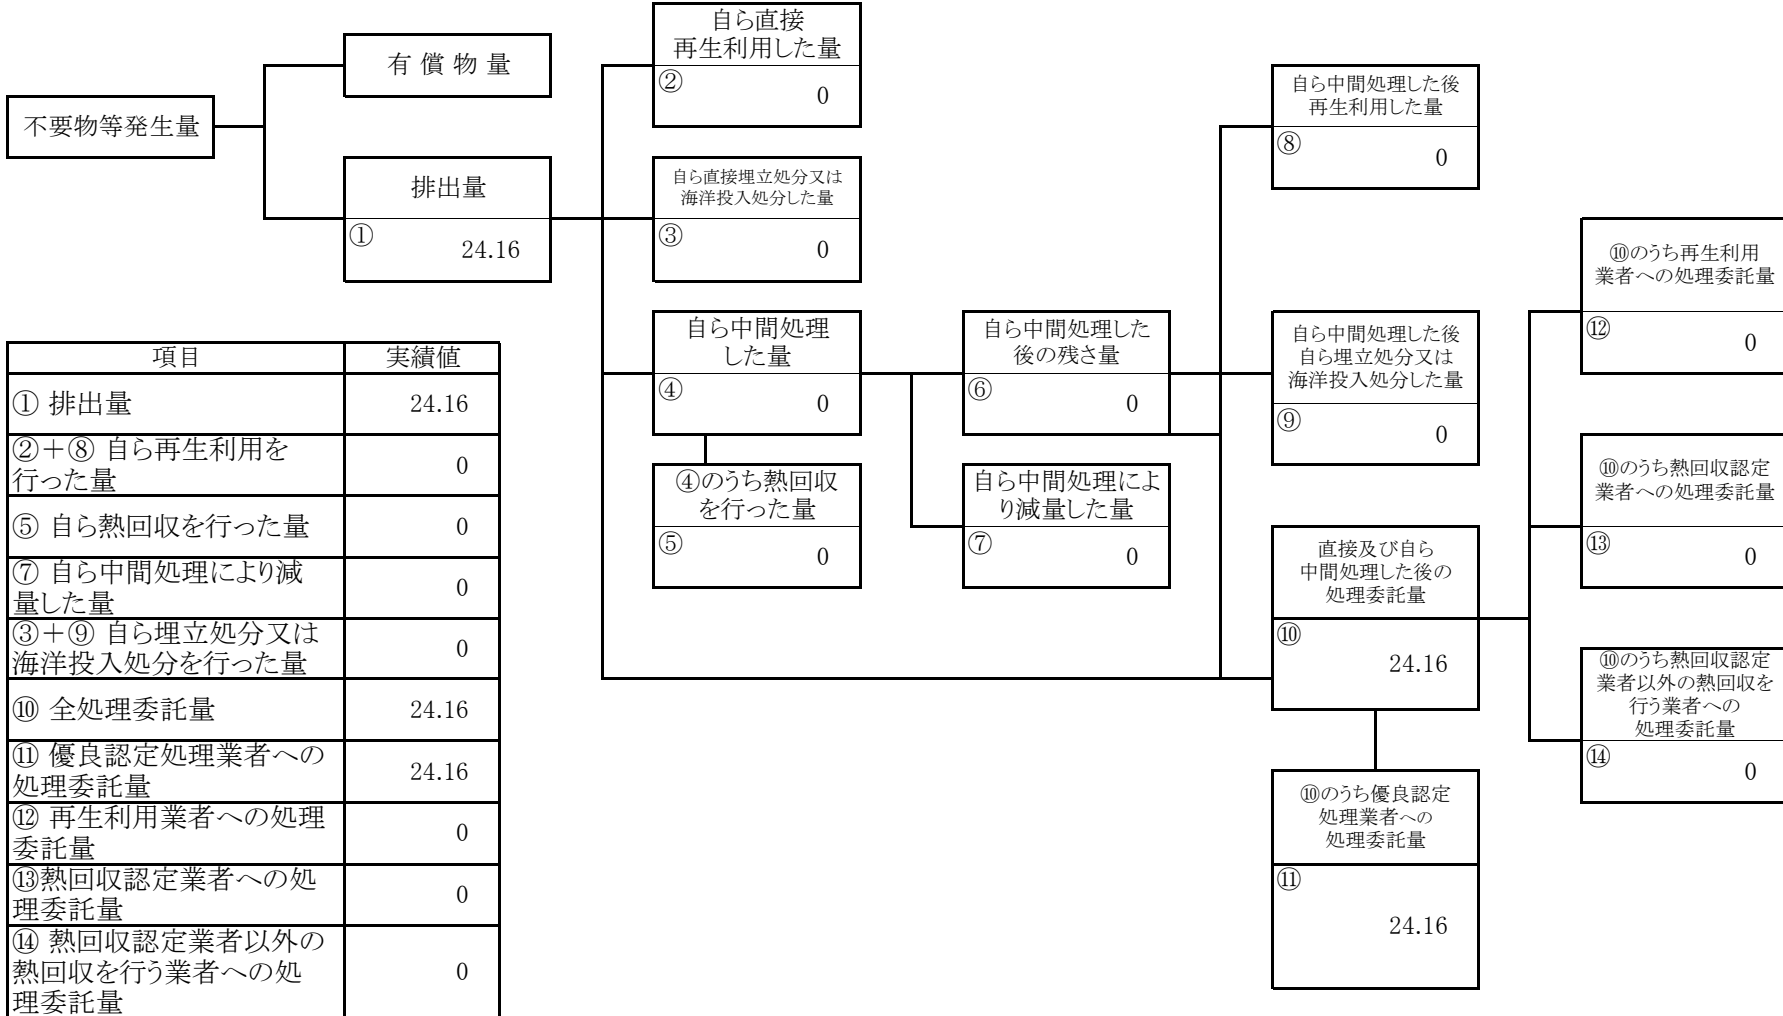 不要物等発生量
有 償 物 量
排出量
①
24.16
自ら直接
再生利用した量
②
0
自ら直接埋立処分又は
海洋投入処分した量
③
0
自ら中間処理
した量
④
0
④のうち熱回収
を行った量
⑤
0
自ら中間処理した
後の残さ量
⑥
0
自ら中間処理によ
り減量した量
⑦
0
自ら中間処理した後
再生利用した量
⑧
0
自ら中間処理した後
自ら埋立処分又は
海洋投入処分した量
⑨
0
直接及び自ら
中間処理した後の
処理委託量
⑩
24.16
⑩のうち優良認定
処理業者への
処理委託量
⑪
24.16
⑩のうち再生利用
業者への処理委託量
⑫
0
⑩のうち熱回収認定
業者への処理委託量
⑬
0
⑩のうち熱回収認定
業者以外の熱回収を
行う業者への
処理委託量
⑭
0
項目 実績値
① 排出量 24.16
②＋⑧ 自ら再生利用を
行った量 0
⑤ 自ら熱回収を行った量 0
⑦ 自ら中間処理により減
量した量 0
③＋⑨ 自ら埋立処分又は
海洋投入処分を行った量 0
⑩ 全処理委託量 24.16
⑪ 優良認定処理業者への
処理委託量 24.16
⑫ 再生利用業者への処理
委託量 0
⑬熱回収認定業者への処
理委託量 0
⑭ 熱回収認定業者以外の
熱回収を行う業者への処
理委託量 0